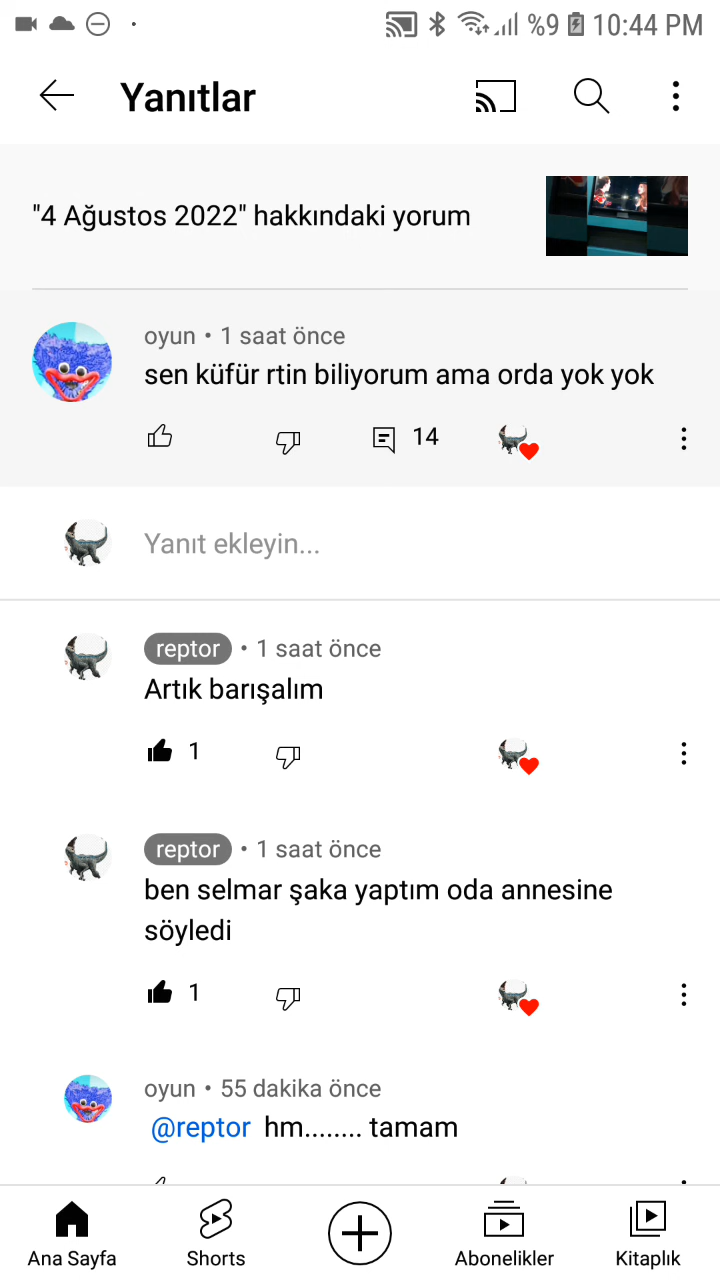 %9 10:44 PM
Yanıtlar
"4 Ağustos 2022" hakkındaki yorum
oyun • 1 saat önce
sen küfür rtin biliyorum ama orda yok yok
14
Yanıt ekleyin...
reptor • 1 saat önce
Artık barışalım
1
reptor • 1 saat önce
ben selmar şaka yaptım oda annesine
söyledi
1
oyun • 55 dakika önce
@reptor hm........ tamam
Ana Sayfa Shorts Abonelikler Kitaplık